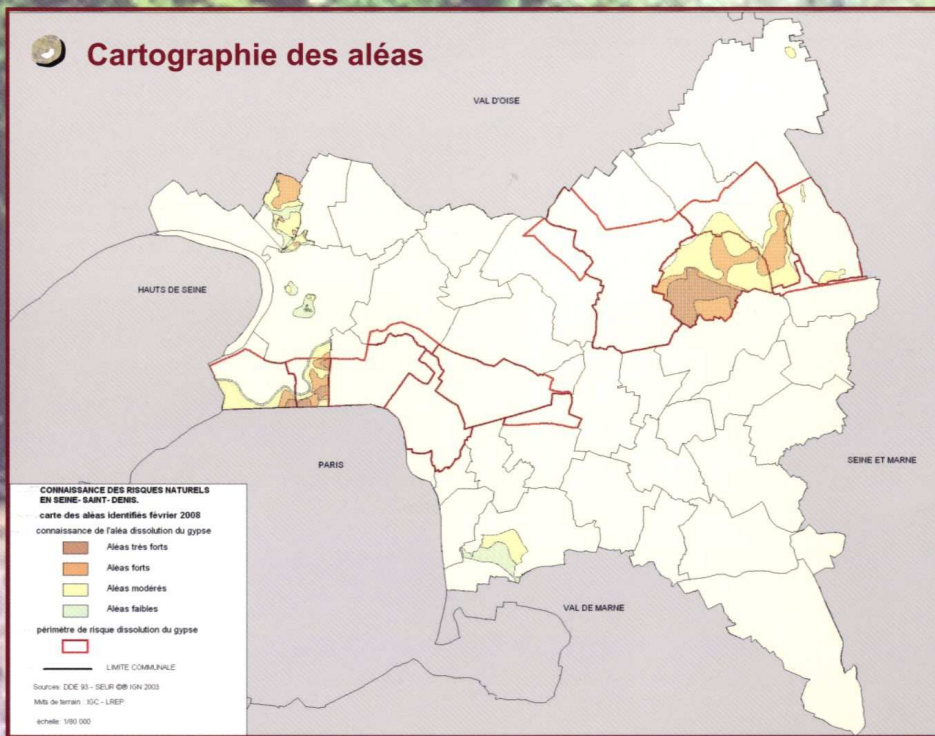 Cartographie des aléas
VAL D'OISE
HAUTS DE SEINE
PARIS
SEINE ET MARNE
VAL DE MARNE
CONNAISSANCE DES RISQUES NATURELS
EN SEINE- SAINT- DENIS.
carte des aléas identifiés février 2008
connaissance de l'aléa dissolution du gypse
Aléas très forts
Aléas forts
Aléas modérés
Aléas faibles
périmètre de risque dissolution du gypse
LIMITE COMMUNALE
Sources: DDE 93 - SEUR ©® IGN 2003
de terrain : IGC - LREP
échelle: 1/80 000